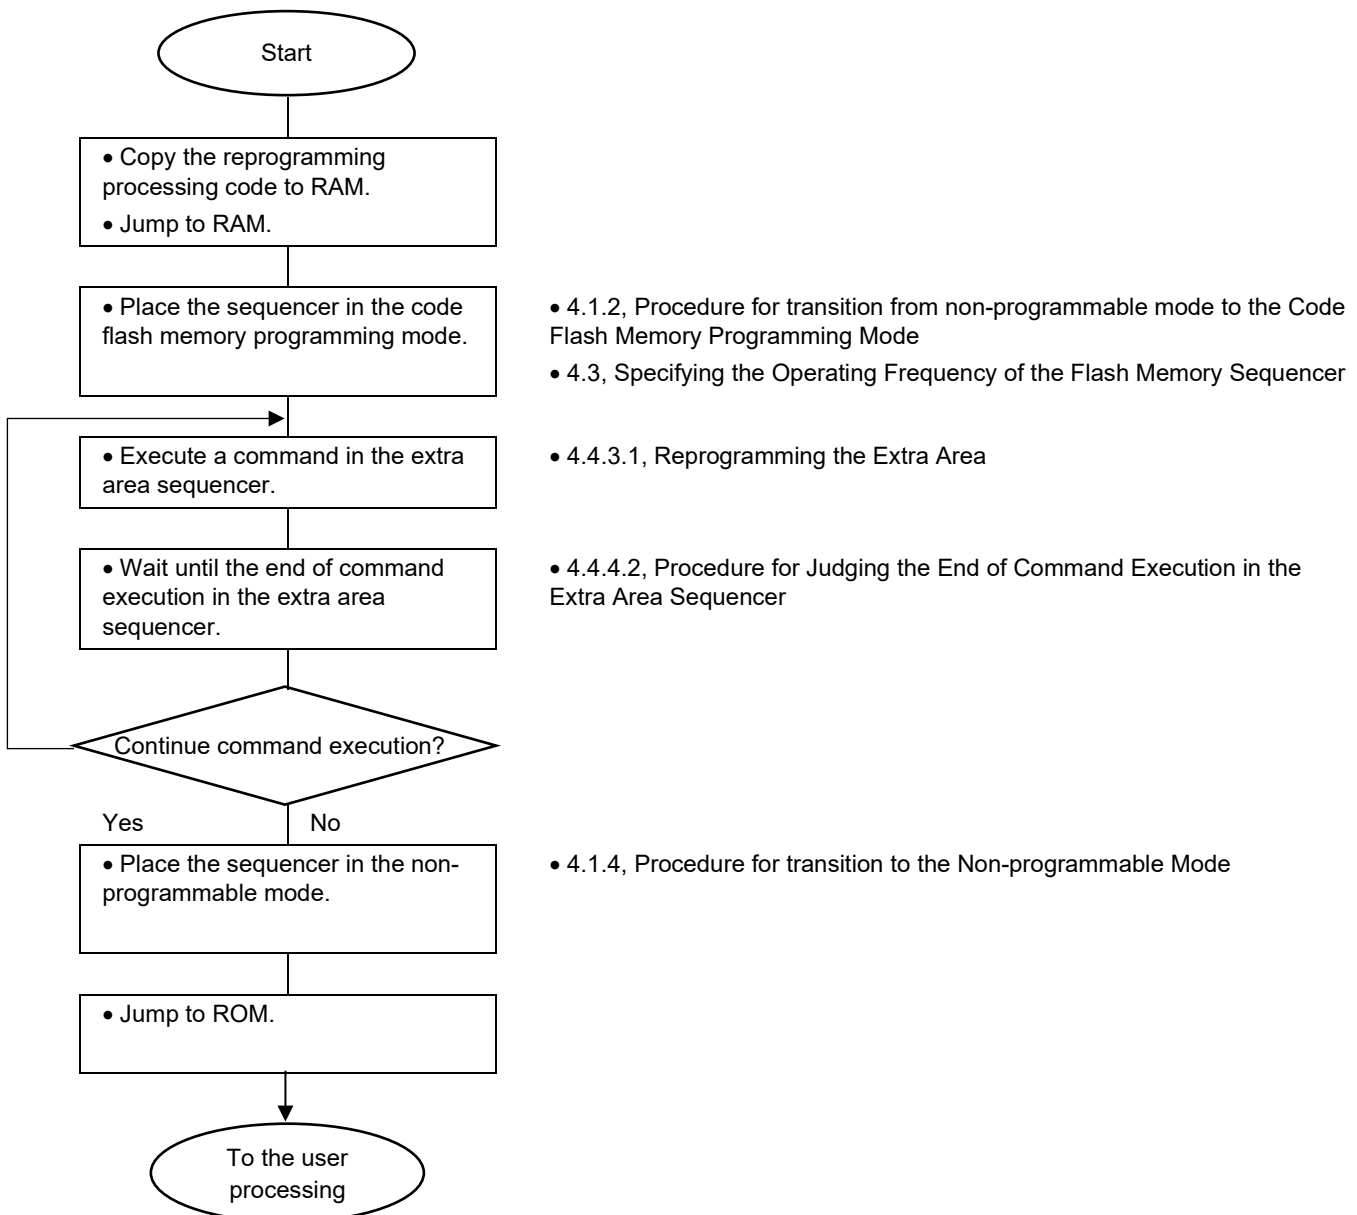 Start
• Copy the reprogramming
processing code to RAM.
• Jump to RAM.
• Place the sequencer in the code
flash memory programming mode.
• 4.1.2, Procedure for transition from non-programmable mode to the Code
Flash Memory Programming Mode
• 4.3, Specifying the Operating Frequency of the Flash Memory Sequencer
• Execute a command in the extra
area sequencer.
• 4.4.3.1, Reprogramming the Extra Area
• Wait until the end of command
execution in the extra area
sequencer.
• 4.4.4.2, Procedure for Judging the End of Command Execution in the
Extra Area Sequencer
Continue command execution?
Yes
No
• Place the sequencer in the non-
programmable mode.
• 4.1.4, Procedure for transition to the Non-programmable Mode
• Jump to ROM.
To the user
processing